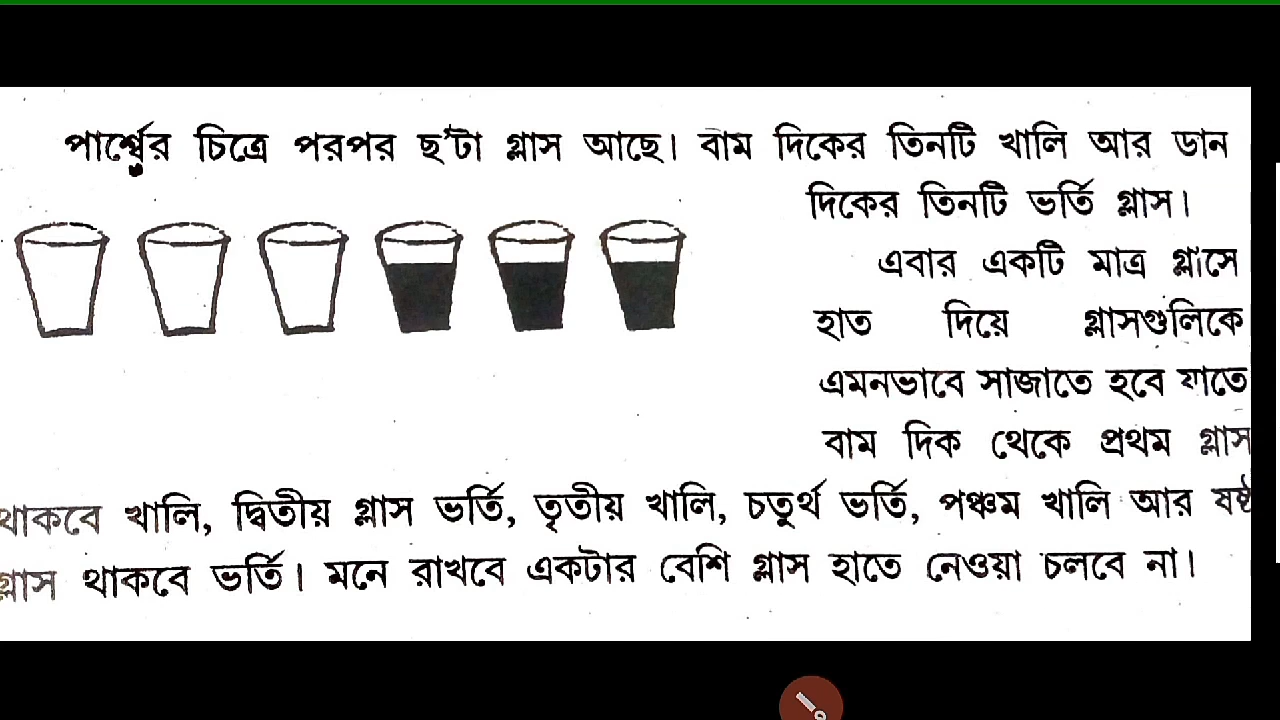 পার্শ্বের চিত্রে পরপর ছ'টা গ্লাস আছে। বাম দিকের তিনটি খালি আর ডান
দিকের তিনটি ভর্তি গ্লাস।
এবার একটি মাত্র গ্লাসে
হাত দিয়ে গ্লাসগুলিকে
এমনভাবে সাজাতে হবে যাতে
বাম দিক থেকে প্রথম গ্লাস
থাকবে খালি, দ্বিতীয় গ্লাস ভর্তি, তৃতীয় খালি, চতুর্থ ভর্তি, পঞ্চম খালি আর ষষ্ঠ
গ্লাস থাকবে ভর্তি। মনে রাখবে একটার বেশি গ্লাস হাতে নেওয়া চলবে না।